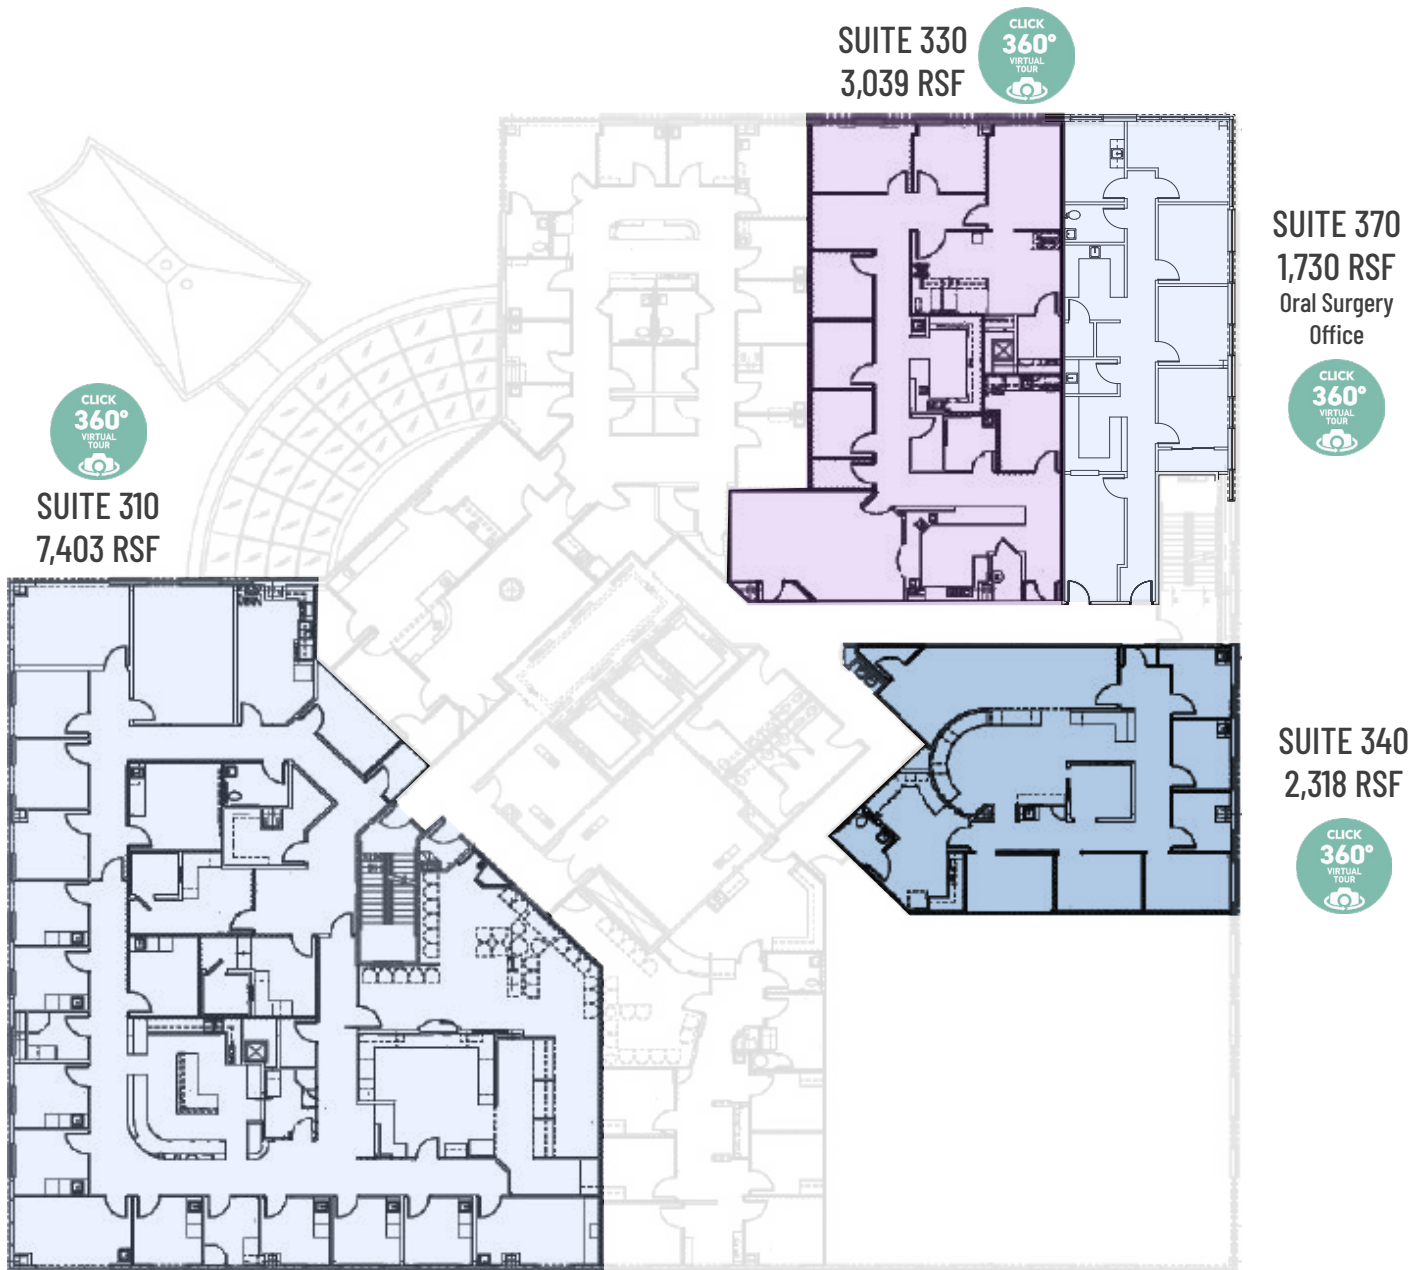 SUITE 330
3,039 RSF
CLICK
360°
VIRTUAL
TOUR
SUITE 370
1,730 RSF
Oral Surgery
Office
CLICK
360°
VIRTUAL
TOUR
CLICK
360°
VIRTUAL
TOUR
SUITE 310
7,403 RSF
SUITE 340
2,318 RSF
CLICK
360°
VIRTUAL
TOUR